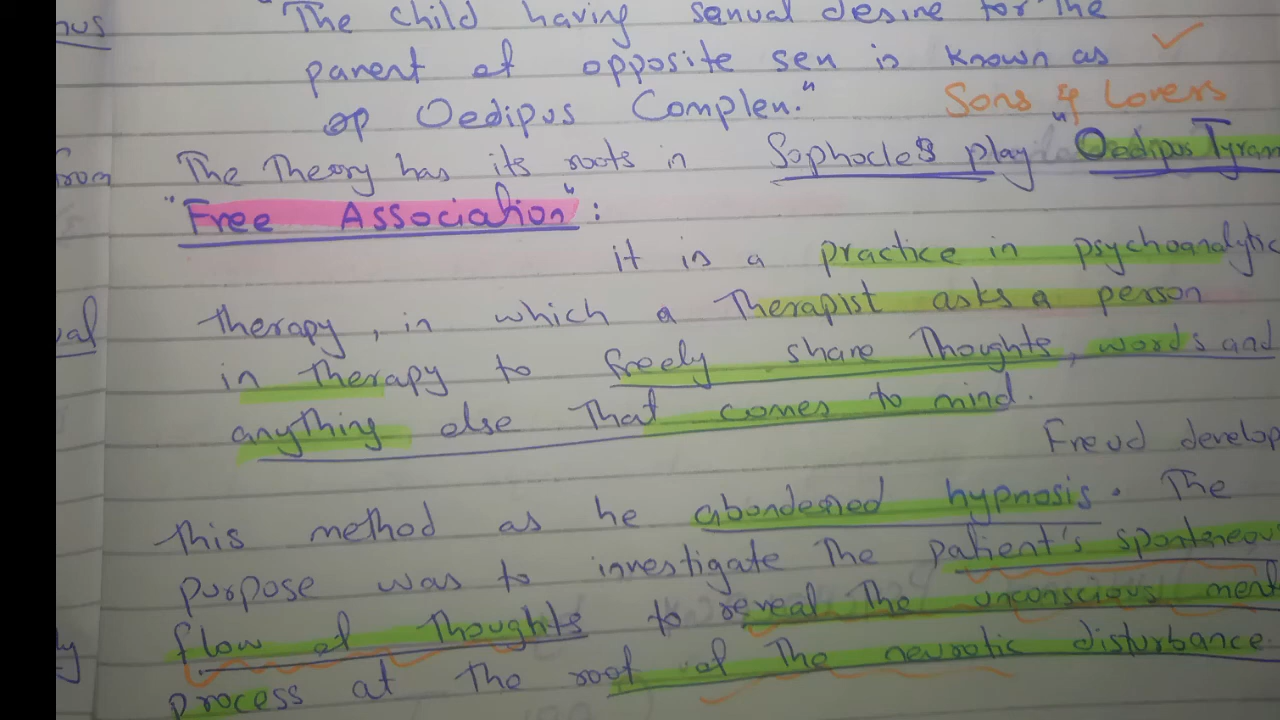 "The child having sexual desire for the
parent of opposite sex is known as
op Oedipus Complex."
Sons & Lovers
from The Theory has its roots in Sophocles play "Oedipus Tyran
"Free Association":
it is a practice in psychoanalytic
Therapy, in which a Therapist asks a person
in Therapy to freely share Thoughts, words and
anything else That comes to mind.
Freud develop
This method as he abondened hypnosis. The
purpose was to investigate The patient's sponteneou
flow of Thoughts to reveal The unconscious ment
process at The root of The neurotic disturbance